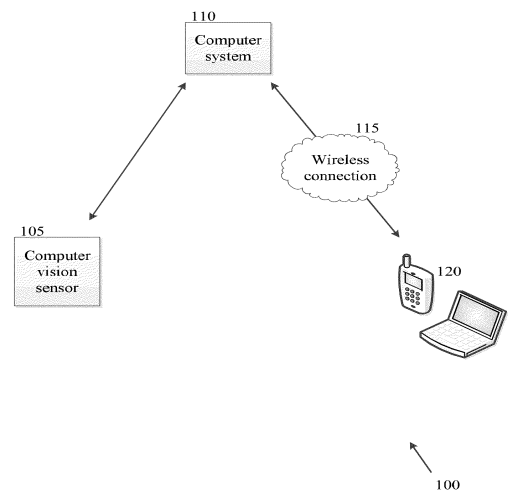 110
Computer
system
115
Wireless
connection
105
Computer
vision
sensor
120
100